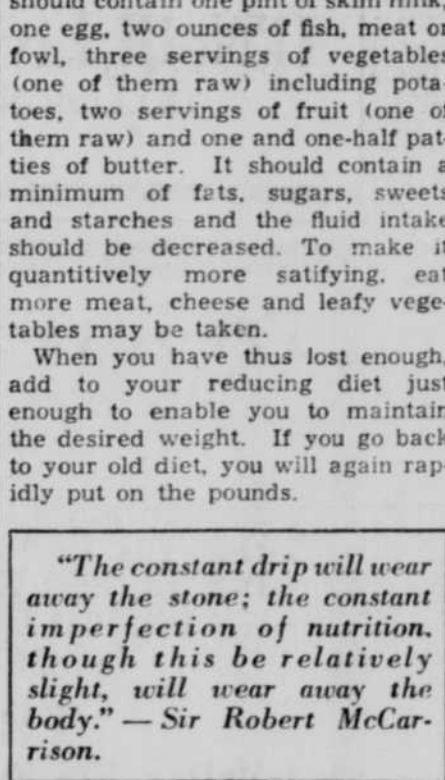 should contain one pint of skim milk,
one egg, two ounces of fish, meat or
fowl, three servings of vegetables
(one of them raw) including pota-
toes, two servings of fruit (one of
them raw) and one and one-half pat-
ties of butter. It should contain a
minimum of fats, sugars, sweets
and starches and the fluid intake
should be decreased. To make it
quantitively more satifying, eat
more meat, cheese and leafy vege-
tables may be taken.
When you have thus lost enough,
add to your reducing diet just
enough to enable you to maintain
the desired weight. If you go back
to your old diet, you will again rap-
idly put on the pounds.
"The constant drip will wear
away the stone; the constant
imperfection of nutrition,
though this be relatively
slight, will wear away the
body." — Sir Robert McCar-
rison.